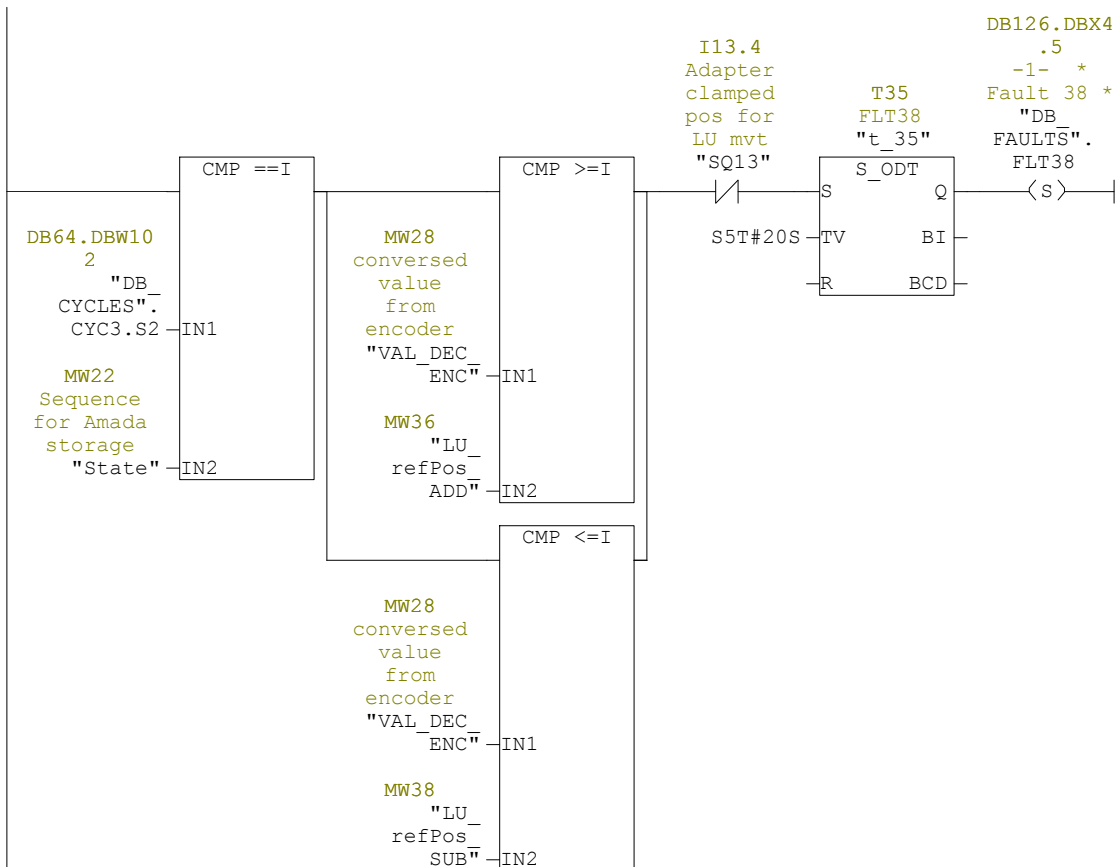 DB126.DBX4
.5
-1-  *
Fault 38 *
"DB_
FAULTS".
FLT38
(S)
I13.4
Adapter
clamped
pos for
LU mvt
"SQ13"
T35
FLT38
"t_35"
S_ODT
S
Q
S5T#20S
TV
BI
R
BCD
CMP ==I
DB64.DBW10
2
"DB_
CYCLES".
CYC3.S2
IN1
MW22
Sequence
for Amada
storage
"State"
IN2
CMP >=I
MW28
conversed
value
from
encoder
"VAL_DEC_
ENC"
IN1
MW36
"LU_
refPos_
ADD"
IN2
CMP <=I
MW28
conversed
value
from
encoder
"VAL_DEC_
ENC"
IN1
MW38
"LU_
refPos_
SUB"
IN2